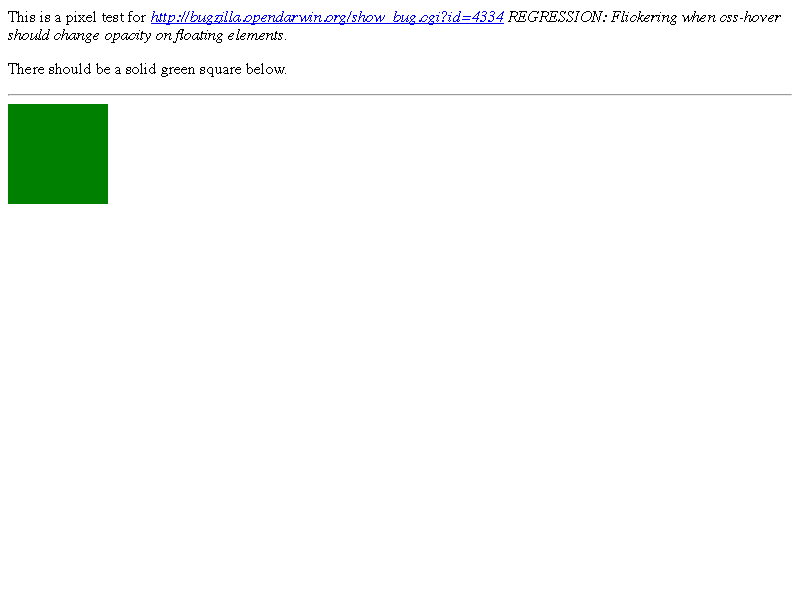 This is a pixel test for http://bugzilla.opendarwin.org/show_bug.cgi?id=4334 REGRESSION: Flickering when css-hover
should change opacity on floating elements.
There should be a solid green square below.